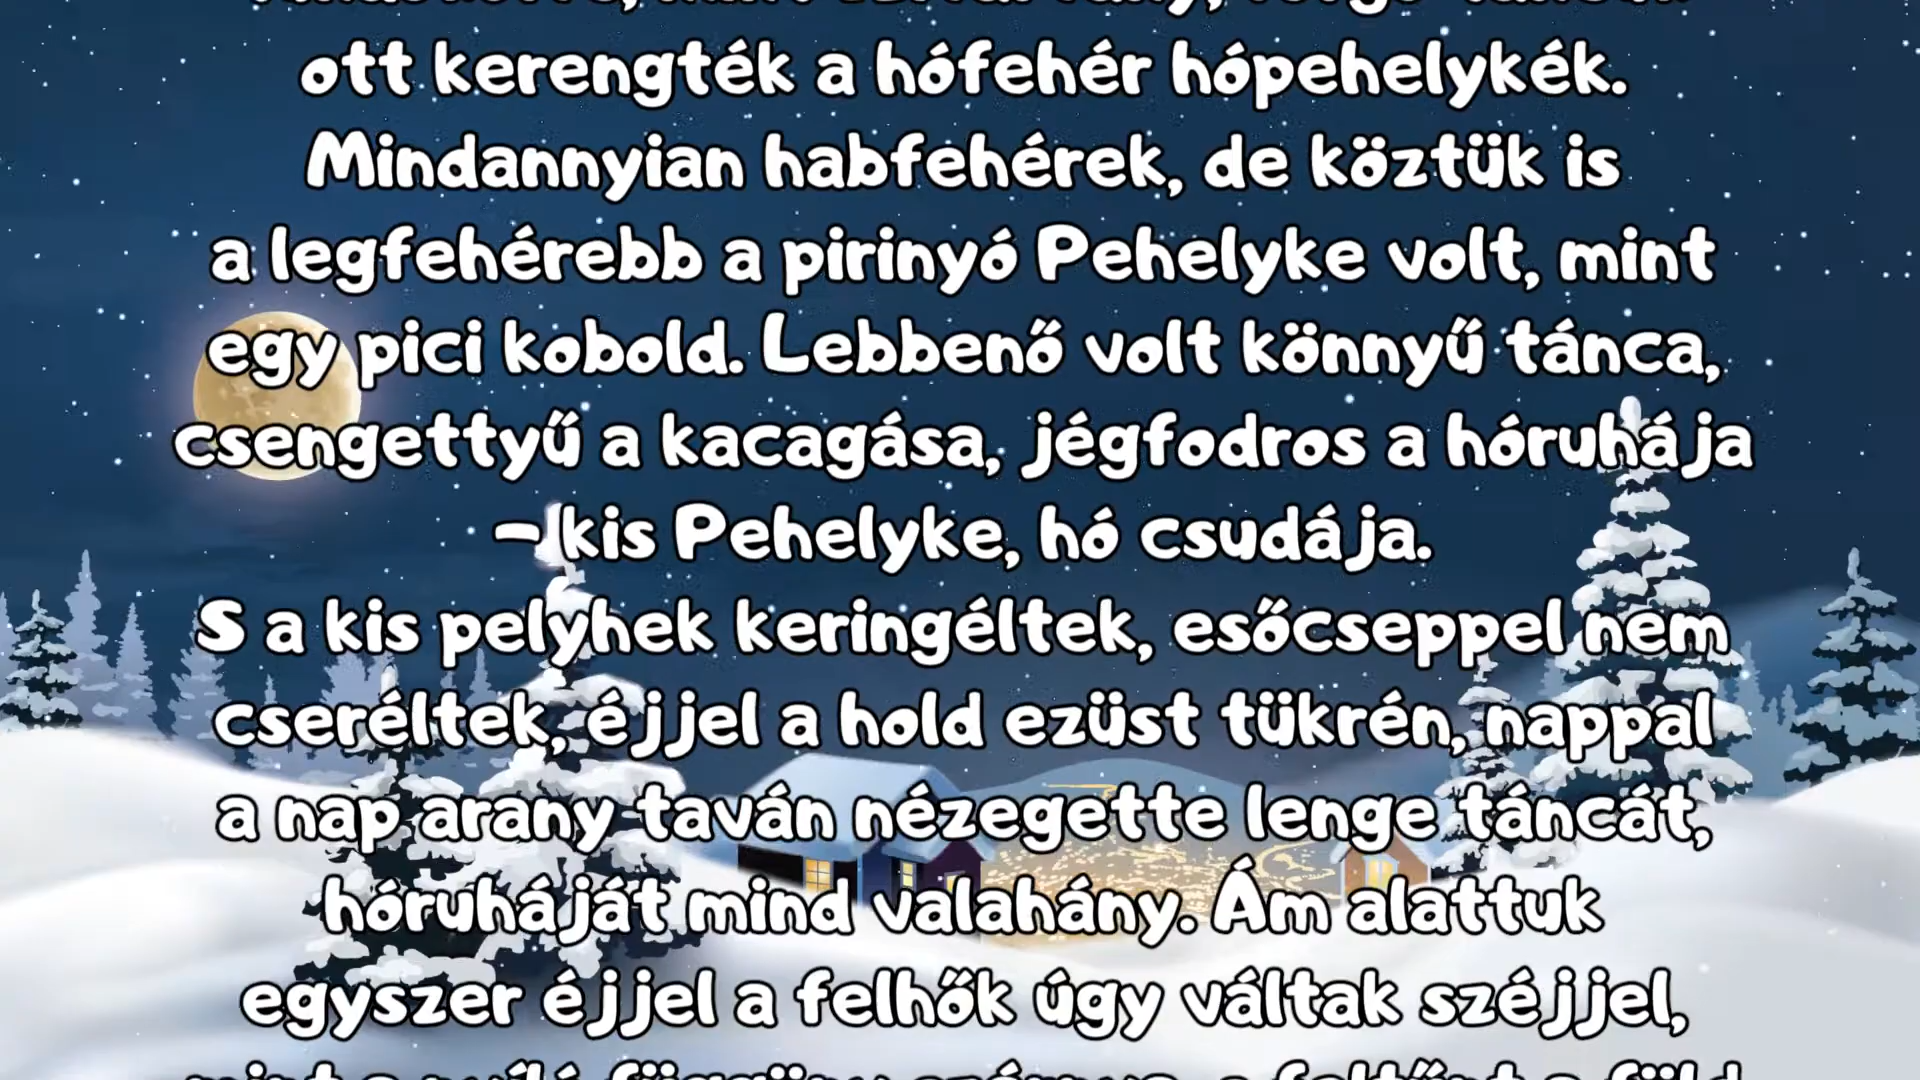 ott kerengték a hófehér hópehelykék.
Mindannyian habfehérek, de köztük is
a legfehérebb a pirinyó Pehelyke volt, mint
egy pici kobold. Lebbenő volt könnyű tánca,
csengettyű a kacagása, jégfodros a hóruhája
– kis Pehelyke, hó csudája.
S a kis pelyhek keringéltek, esőcseppel nem
cseréltek, éjjel a hold ezüst tükrén, nappal
a nap arany taván nézegette lenge táncát,
hóruháját mind valahány. Ám alattuk
egyszer éjjel a felhők úgy váltak széjjel,